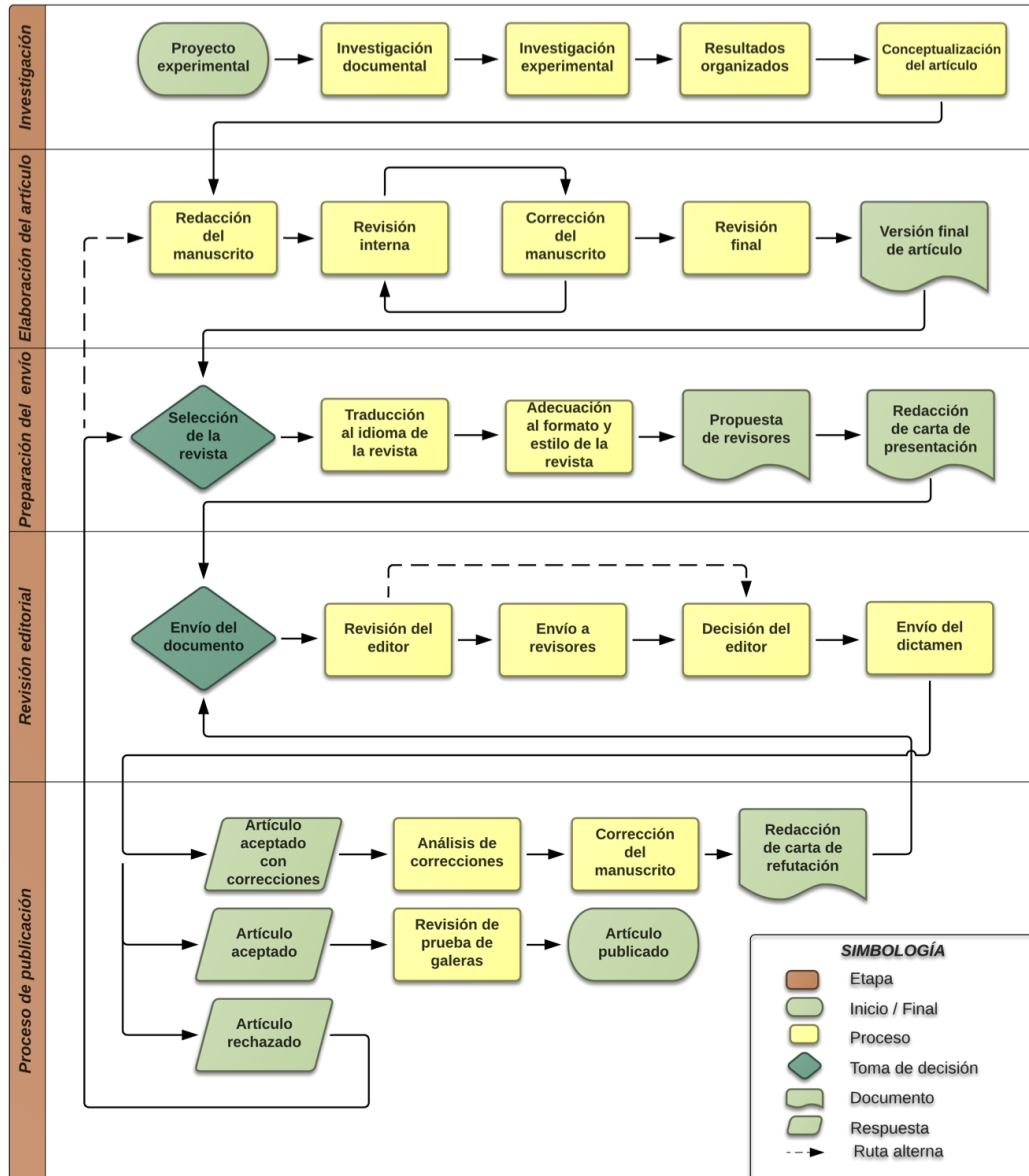 Investigación
Proyecto
experimental
Investigación
documental
Investigación
experimental
Resultados
organizados
Conceptualización
del artículo
Elaboración del artículo
Redacción
del
manuscrito
Revisión
interna
Corrección
del
manuscrito
Revisión
final
Versión final
de artículo
Preparación del envío
Selección
de la
revista
Traducción
al idioma de
la revista
Adecuación
al formato y
estilo de la
revista
Propuesta
de revisores
Redacción
de carta de
presentación
Revisión editorial
Envío del
documento
Revisión del
editor
Envío a
revisores
Decisión del
editor
Envío del
dictamen
Proceso de publicación
Artículo
aceptado
con
correcciones
Análisis de
correcciones
Corrección
del
manuscrito
Redacción
de carta de
refutación
Artículo
aceptado
Revisión de
prueba de
galeras
Artículo
publicado
Artículo
rechazado
SIMBOLOGÍA
Etapa
Inicio / Final
Proceso
Toma de decisión
Documento
Respuesta
Ruta alterna